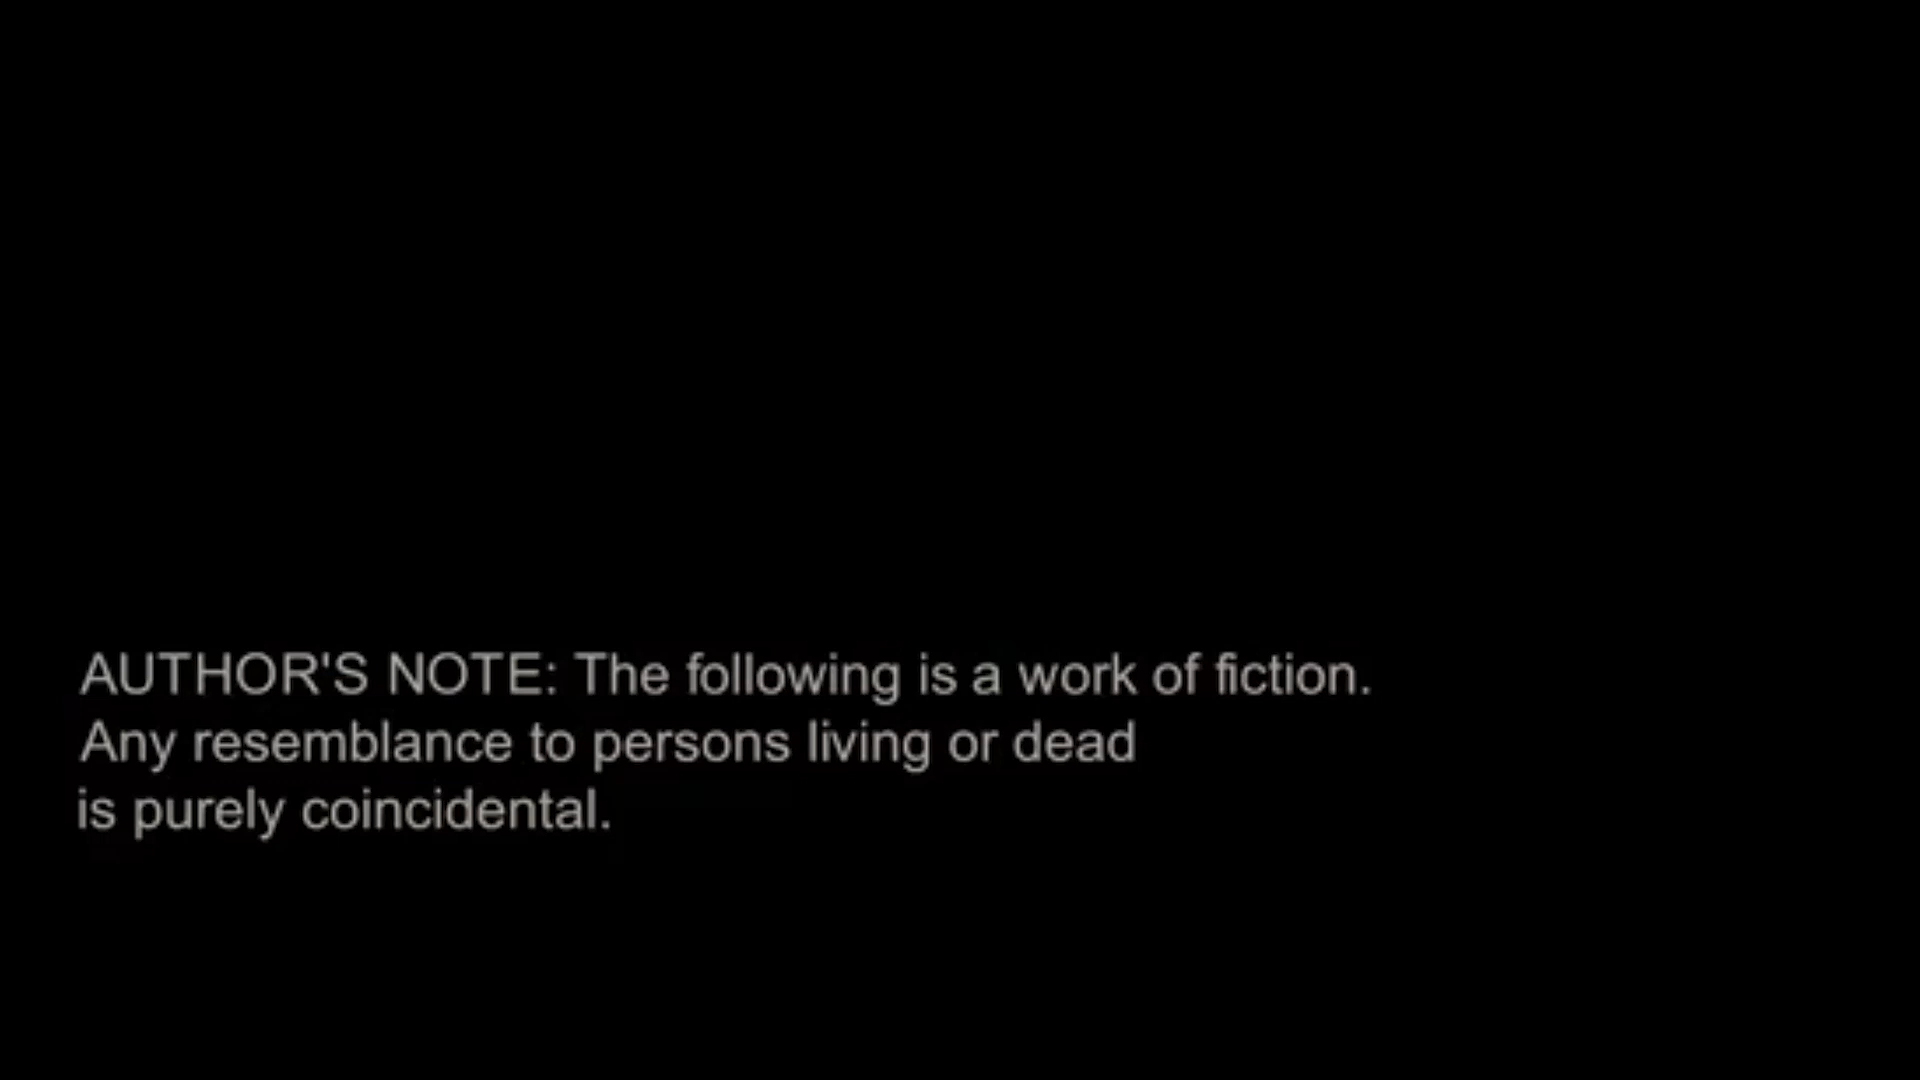 AUTHOR'S NOTE: The following is a work of fiction.
Any resemblance to persons living or dead
is purely coincidental.